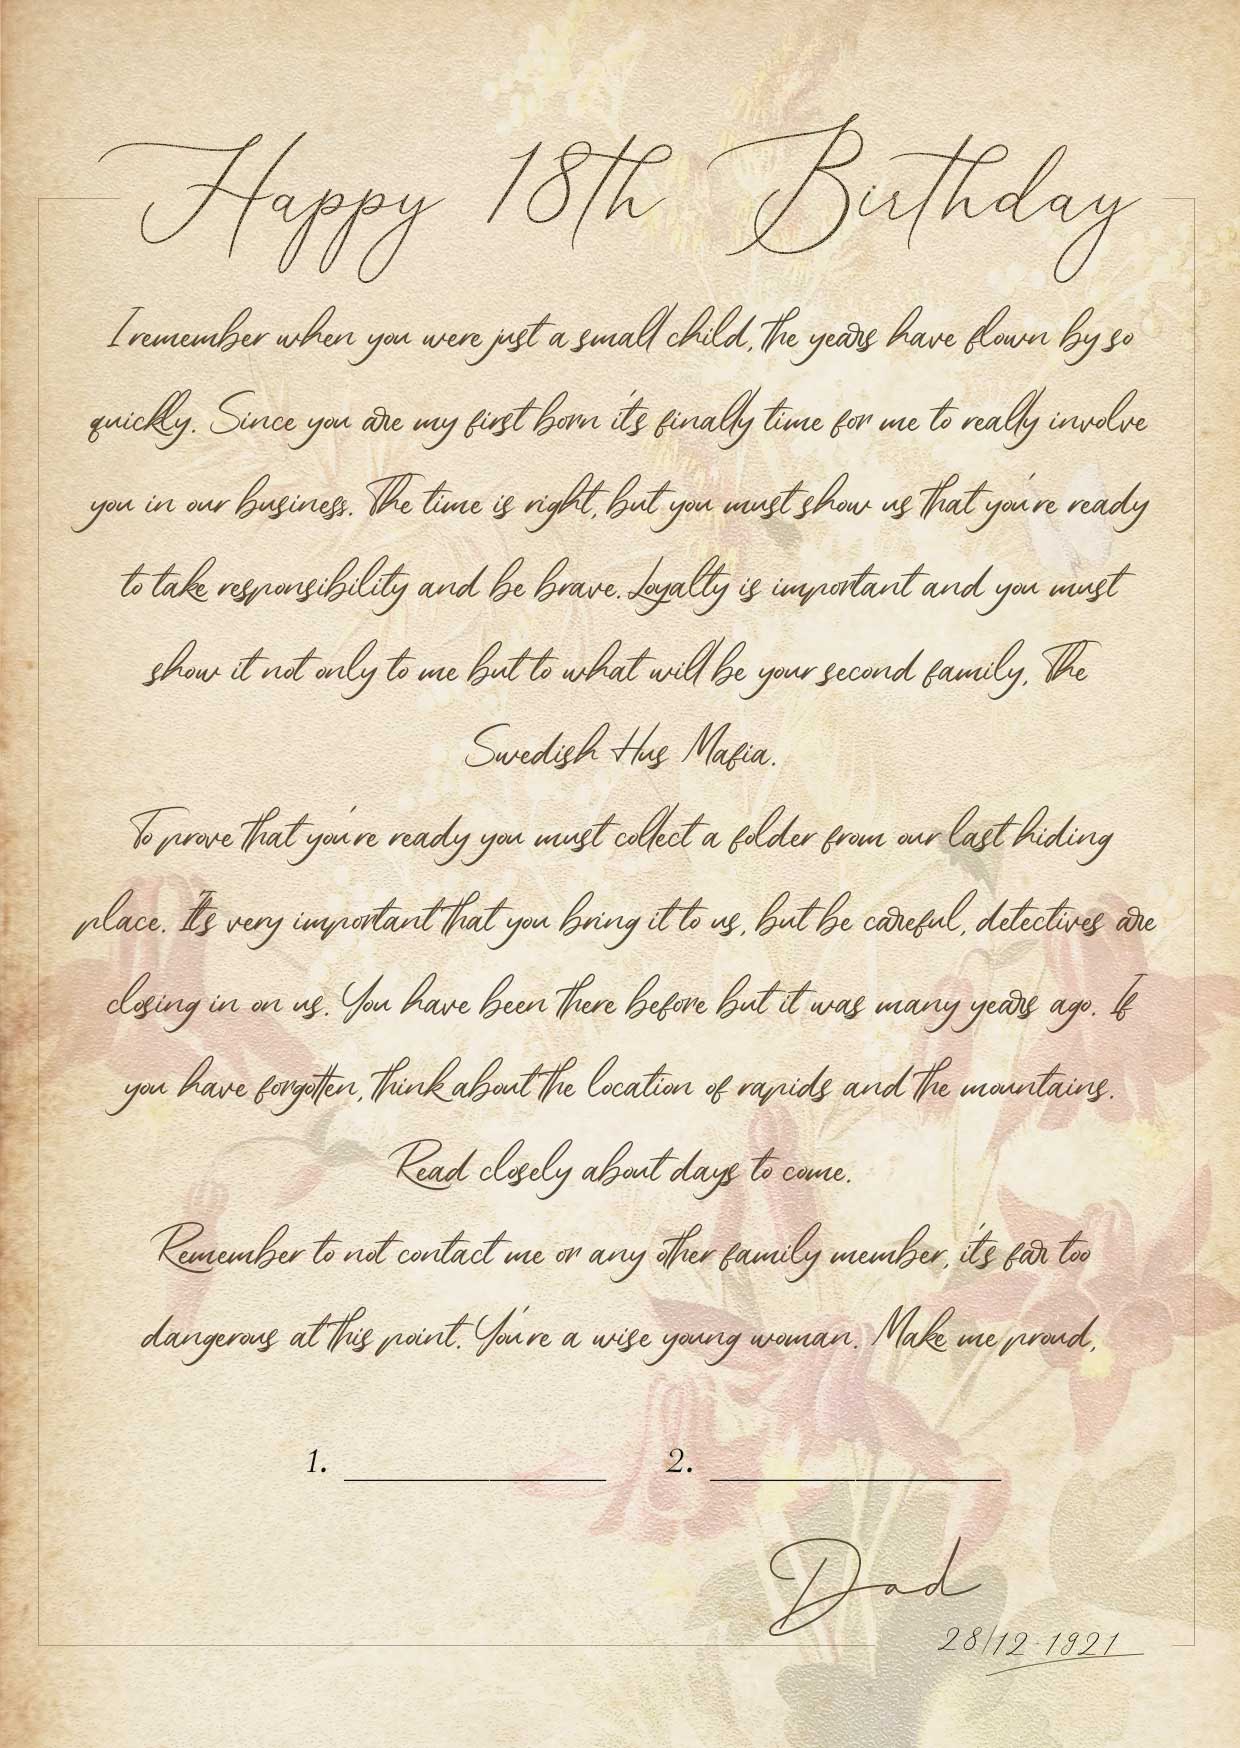 Happy 18th Birthday
I remember when you were just a small child, the years have flown by so
quickly. Since you are my first born it's finally time for me to really involve
you in our business. The time is right, but you must show us that you're ready
to take responsibility and be brave. Loyalty is important and you must
show it not only to me but to what will be your second family, The
Swedish Hus Mafia.
To prove that you're ready you must collect a folder from our last hiding
place. It's very important that you bring it to us, but be careful, detectives are
closing in on us. You have been there before but it was many years ago. If
you have forgotten, think about the location of rapids and the mountains.
Read closely about days to come.
Remember to not contact me or any other family member, it's far too
dangerous at this point. You're a wise young woman. Make me proud,
1. 2.
Dad
28/12-1921